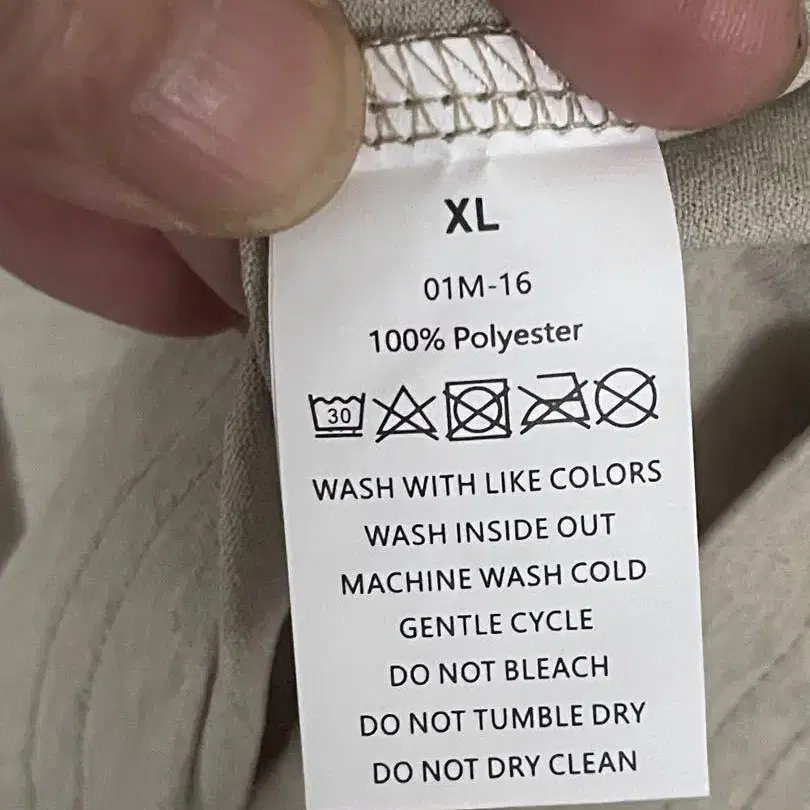 XL
01M-16
100% Polyester
30
WASH WITH LIKE COLORS
WASH INSIDE OUT
MACHINE WASH COLD
GENTLE CYCLE
DO NOT BLEACH
DO NOT TUMBLE DRY
DO NOT DRY CLEAN